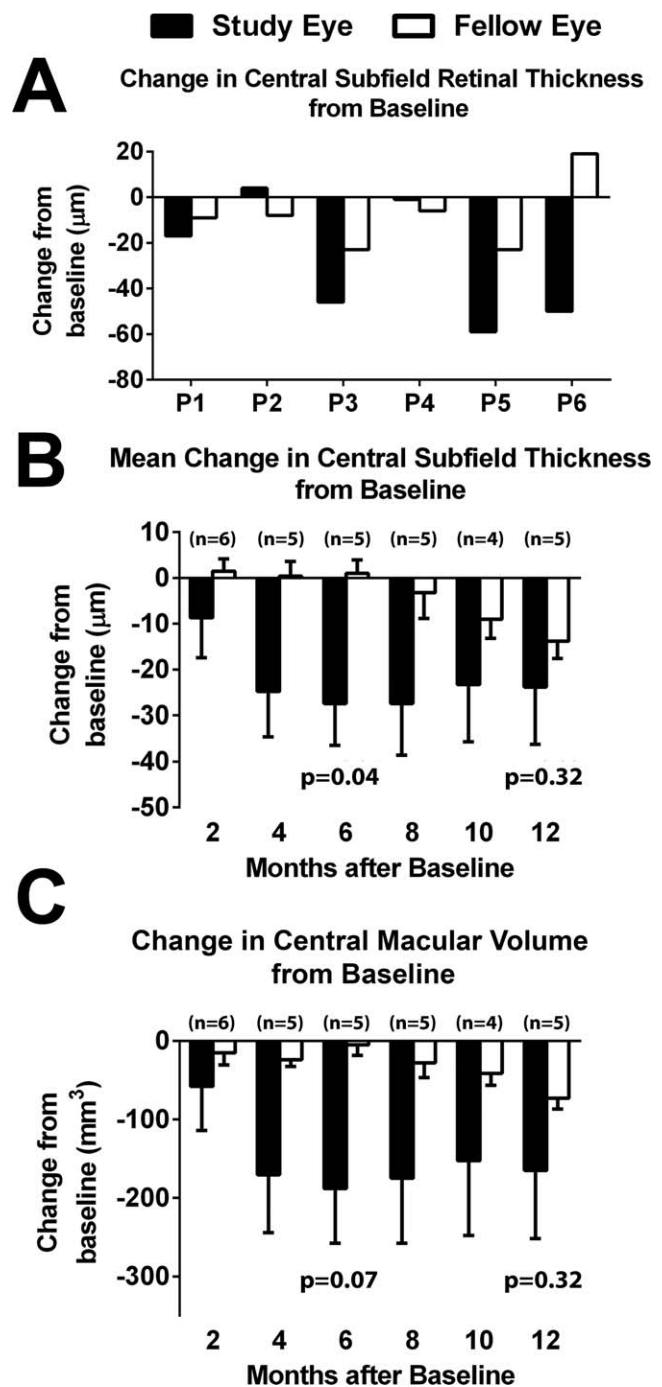 Study Eye Fellow Eye
A
Change in Central Subfield Retinal Thickness
from Baseline
Change from
baseline (μm)
20
0
-20
-40
-60
-80
P1 P2 P3 P4 P5 P6
B
Mean Change in Central Subfield Thickness
from Baseline
Change from
baseline (μm)
10
0
-10
-20
-30
-40
-50
(n=6) (n=5) (n=5) (n=5) (n=4) (n=5)
p=0.04 p=0.32
2 4 6 8 10 12
Months after Baseline
C
Change in Central Macular Volume
from Baseline
Change from
baseline (mm³)
(n=6) (n=5) (n=5) (n=5) (n=4) (n=5)
0
-100
-200
-300
p=0.07 p=0.32
2 4 6 8 10 12
Months after Baseline